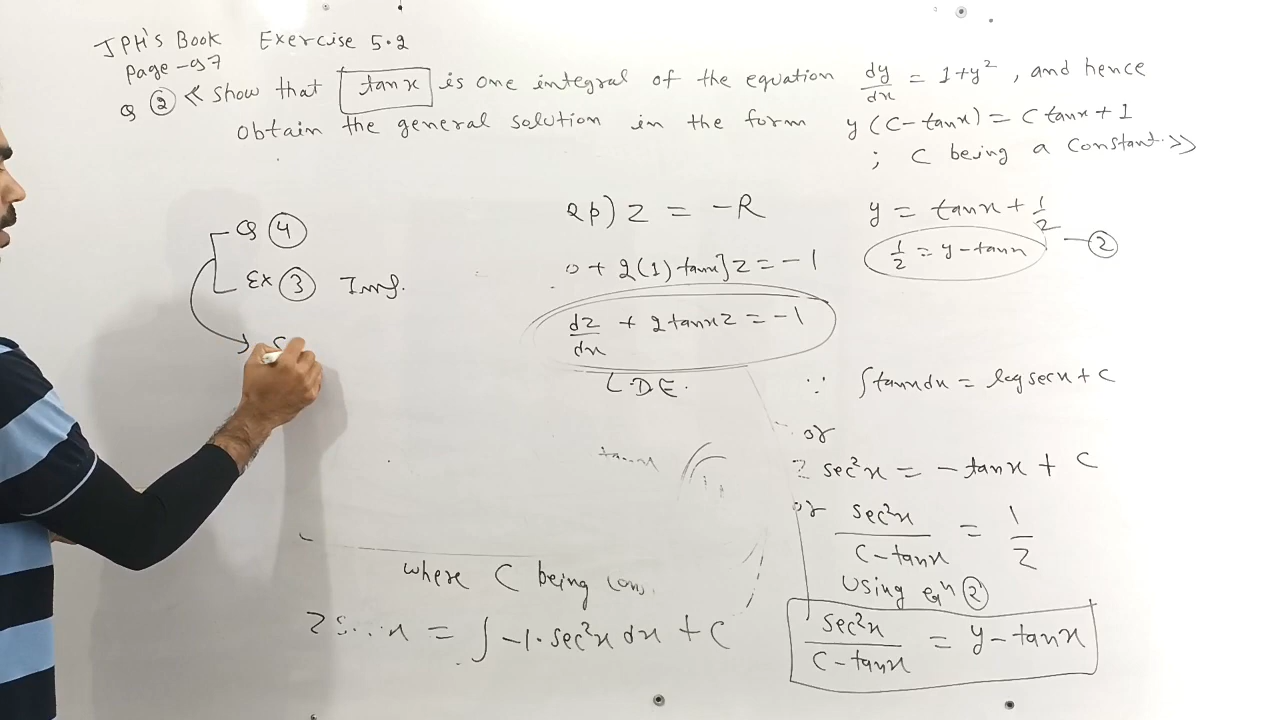 JPH's Book Exercise 5.2
Page - 97
Q ② << Show that tan x is one integral of the equation dy/dx = 1+y², and hence
obtain the general solution in the form y(C-tanx) = C tanx + 1
; C being a constant. >>
Q ④
Ex ③ Imp.
2p) z = -R
0 + 2(1) tanx] z = -1
dz/dx + 2 tanx z = -1
LDE.
where C being cons.
= ∫ -1. sec²x dx + C
y = tanx + 1/z
1/z = y - tanx — ②
∵ ∫tanx dx = log secx + C
or
z sec²x = - tanx + C
or sec²x / C - tanx = 1/z
Using eqⁿ ②
sec²x / C - tanx = y - tanx